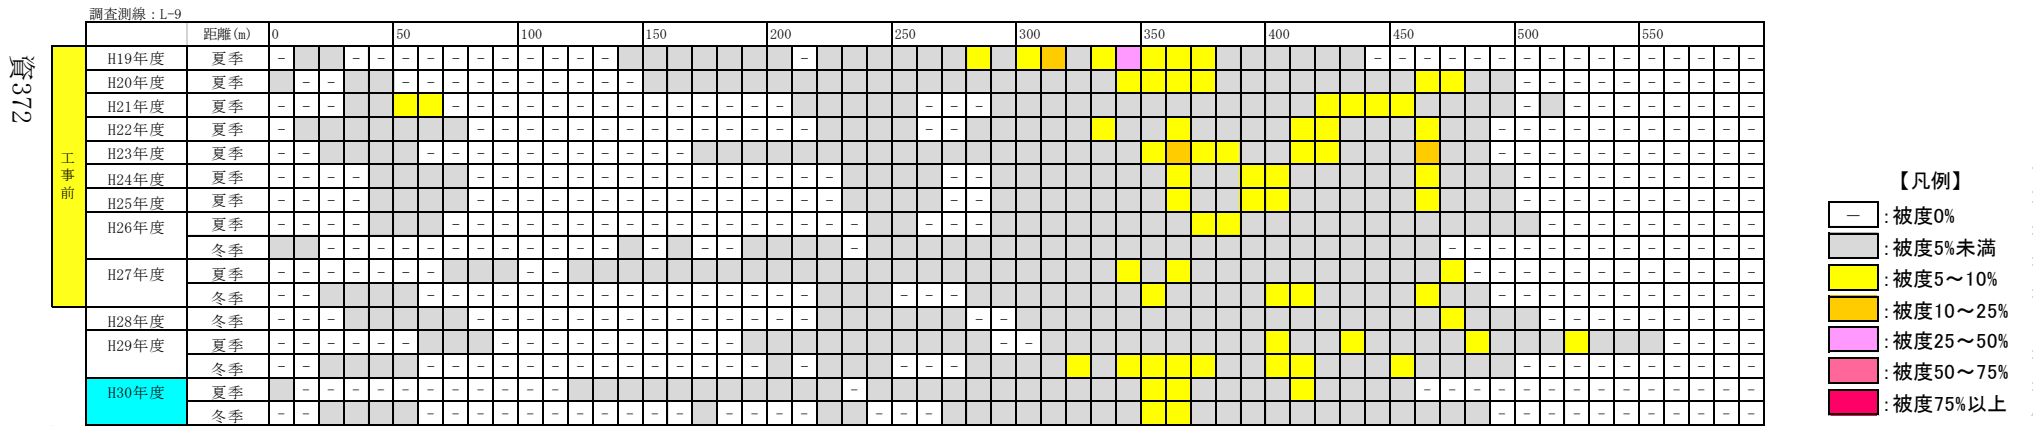 資372
調査測線：L-9
距離(m) 0 50 100 150 200 250 300 350 400 450 500 550
工事前
H19年度 夏季 - - - - - - - - - - - - - - - - - - - - - - - - - - - - -
H20年度 夏季 - - - - - - - - - - - - - - - - - - - - - -
H21年度 夏季 - - - - - - - - - - - - - - - - - - - - - - - - - - - - -
H22年度 夏季 - - - - - - - - - - - - - - - - - - - - - - - - - - - -
H23年度 夏季 - - - - - - - - - - - - - - - - - - - - - - - -
H24年度 夏季 - - - - - - - - - - - - - - - - - - - - - - - - - - - - - - -
H25年度 夏季 - - - - - - - - - - - - - - - - - - - - - - - - - - - - - - -
H26年度 夏季 - - - - - - - - - - - - - - - - - - - - - - - - - - - - - - - - -
冬季 - - - - - - - - - - - - - - - - - - - - - - - - - - - - -
H27年度 夏季 - - - - - - - - - - - - - - - - - - - - -
冬季 - - - - - - - - - - - - - - - - - - - - - - - - - - - - - - - -
H28年度 冬季 - - - - - - - - - - - - - - - - - - - - - - - - - - - -
H29年度 夏季 - - - - - - - - - - - - - - - - - - - - - -
冬季 - - - - - - - - - - - - - - - - - - - - - - - - - - - - - -
H30年度 夏季 - - - - - - - - - - - - - - - - - - - - - - - - - -
冬季 - - - - - - - - - - - - - - - - - - - - - - - - - - - - - - -
【凡例】
－ ：被度0%
：被度5%未満
：被度5～10%
：被度10～25%
：被度25～50%
：被度50～75%
：被度75%以上